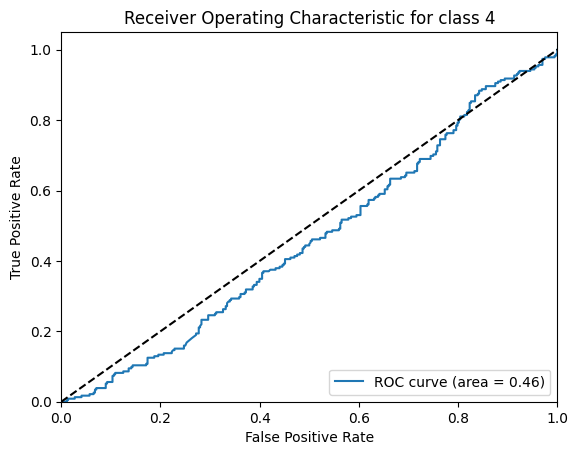 Receiver Operating Characteristic for class 4
True Positive Rate
1.0
0.8
0.6
0.4
0.2
0.0
ROC curve (area = 0.46)
0.0 0.2 0.4 0.6 0.8 1.0
False Positive Rate